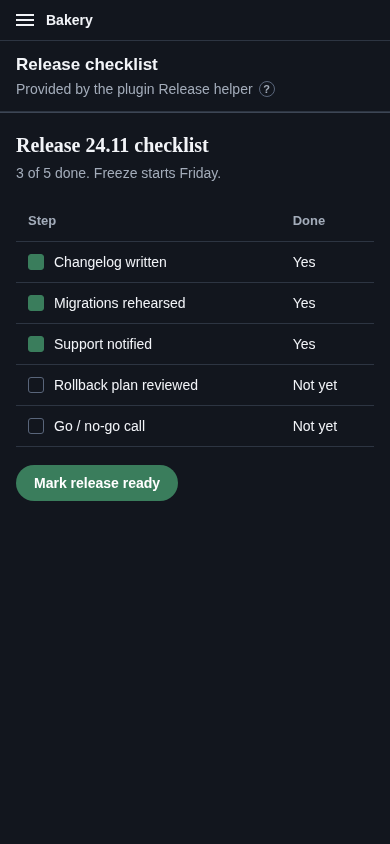 Bakery
Release checklist
Provided by the plugin Release helper ?
Release 24.11 checklist
3 of 5 done. Freeze starts Friday.
Step Done
Changelog written Yes
Migrations rehearsed Yes
Support notified Yes
Rollback plan reviewed Not yet
Go / no-go call Not yet
Mark release ready